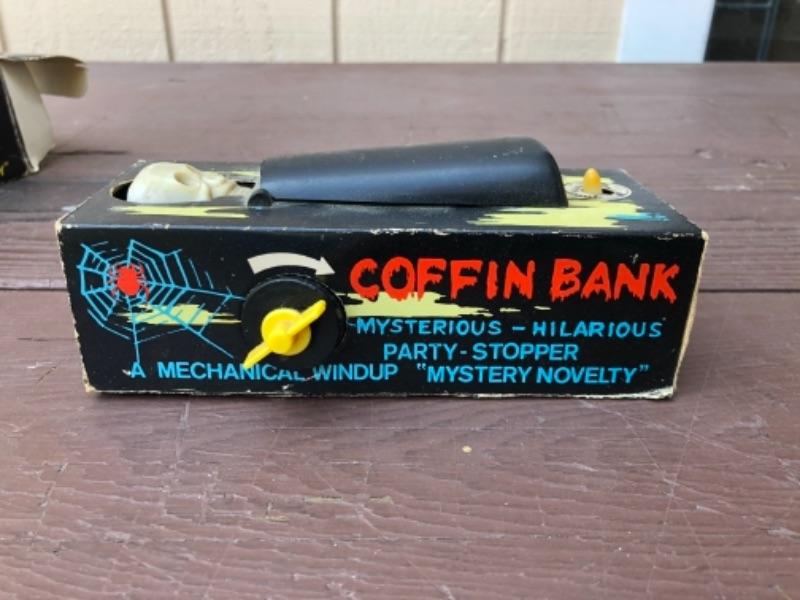 COFFIN BANK
MYSTERIOUS - HILARIOUS
PARTY-STOPPER
A MECHANICAL WINDUP "MYSTERY NOVELTY"